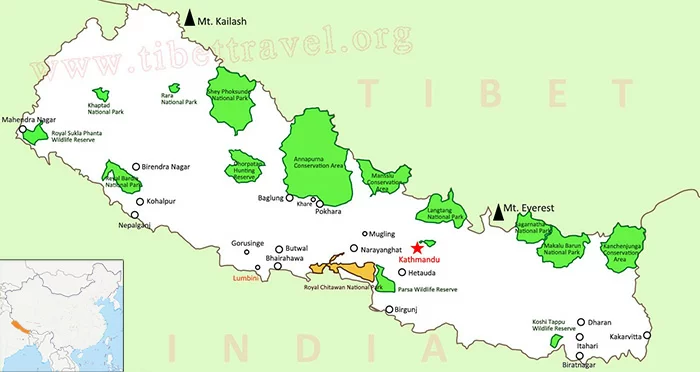 Mt. Kailash
www.tibettravel.org
TIBET
Shey Phoksundo
National Park
Rara
National Park
Khaptad
National Park
Mahendra Nagar
Royal Sukla Phanta
Wildlife Reserve
Annapurna
Conservation Area
Birendra Nagar
Dhorpatan
Hunting
Reserve
Royal Bardia
National Park
Manslu
Conservation
Area
Kohalpur
Baglung
Khare
Pokhara
Nepalganj
Langtang
National Park
Mt. Everest
Sagarnatha
National Park
Makalu Barun
National Park
Kanchenjunga
Conservation
Area
Mugling
Gorusinge
Butwal
Narayanghat
Kathmandu
Bhairahawa
Lumbini
Hetauda
Royal Chitawan National Park
Parsa Wildlife Reserve
Birgunj
Koshi Tappu
Wildlife Reserve
Dharan
Itahari
Kakarvitta
Biratnagar
INDIA